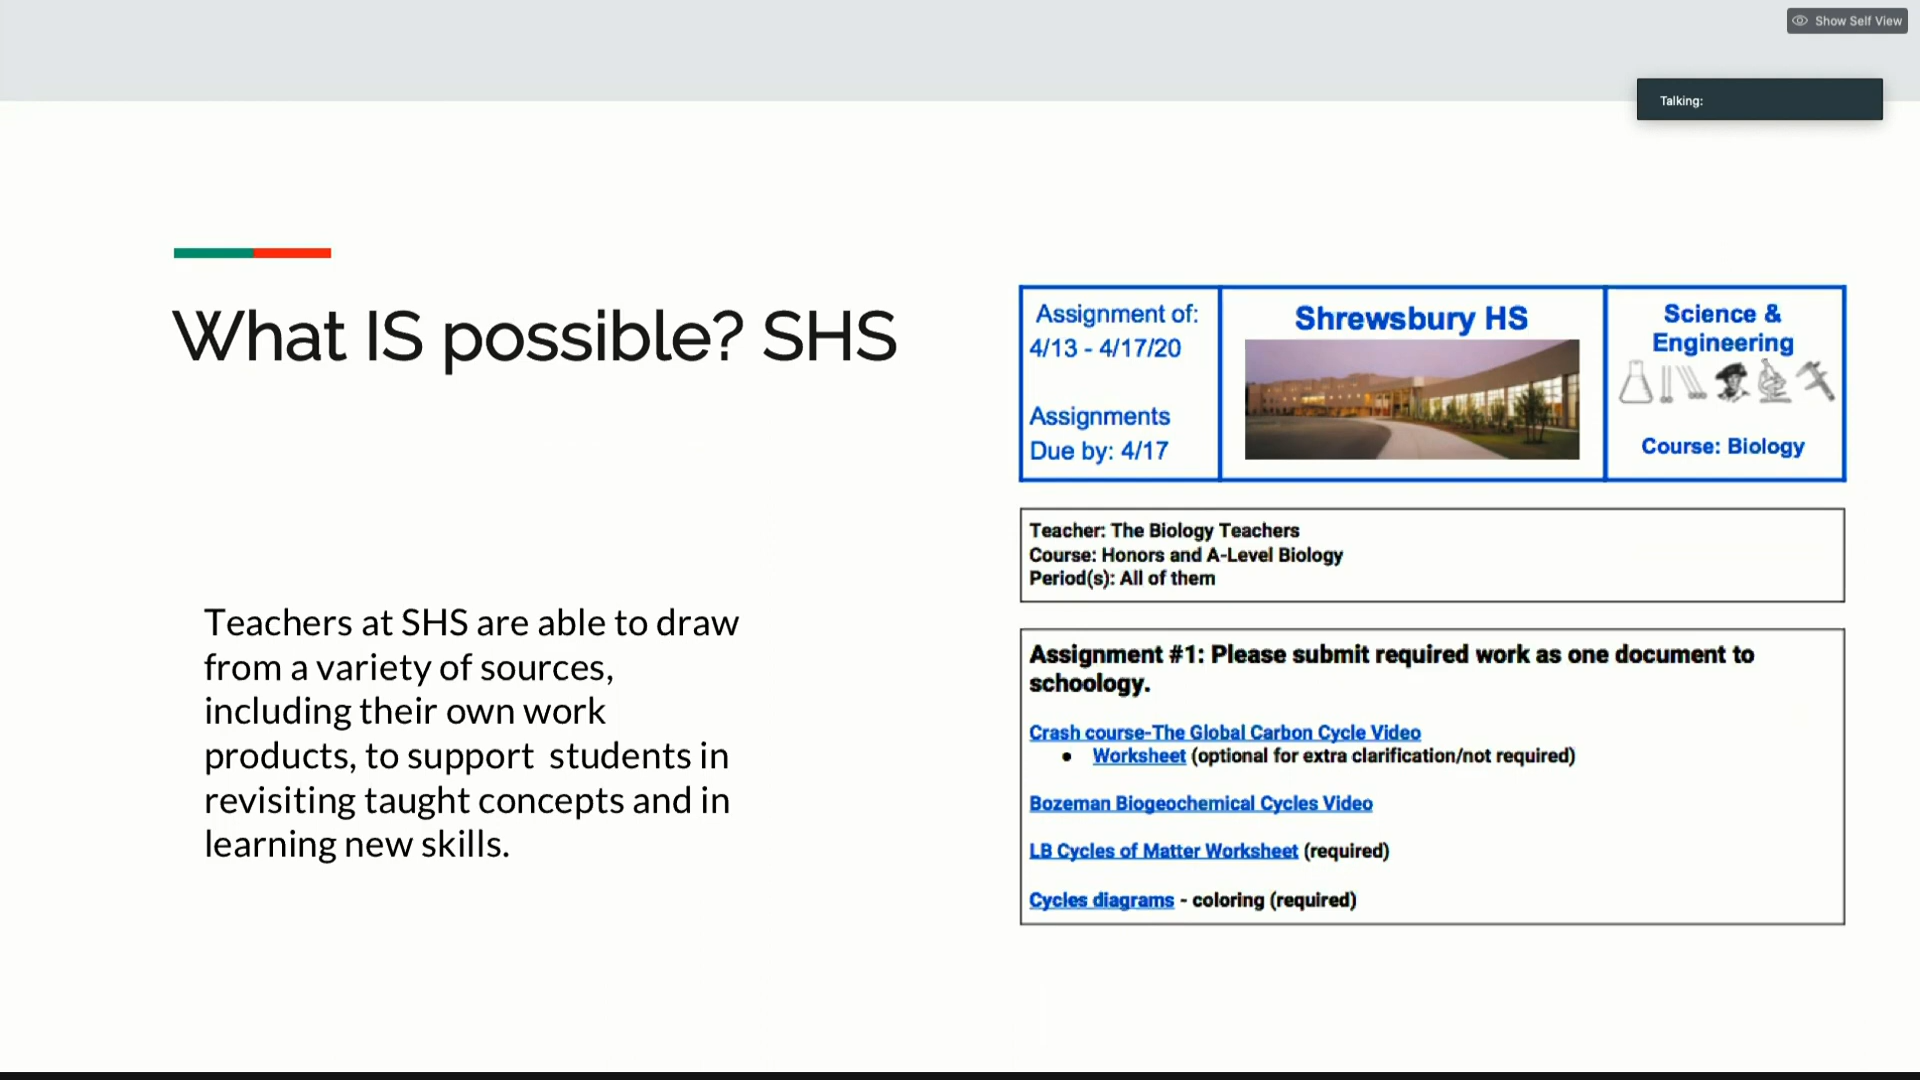 Show Self View
Talking:
What IS possible? SHS
Teachers at SHS are able to draw
from a variety of sources,
including their own work
products, to support  students in
revisiting taught concepts and in
learning new skills.
Assignment of:
4/13 - 4/17/20
Assignments
Due by: 4/17
Shrewsbury HS
Science &
Engineering
Course: Biology
Teacher: The Biology Teachers
Course: Honors and A-Level Biology
Period(s): All of them
Assignment #1: Please submit required work as one document to
schoology.
Crash course-The Global Carbon Cycle Video
● Worksheet (optional for extra clarification/not required)
Bozeman Biogeochemical Cycles Video
LB Cycles of Matter Worksheet (required)
Cycles diagrams - coloring (required)